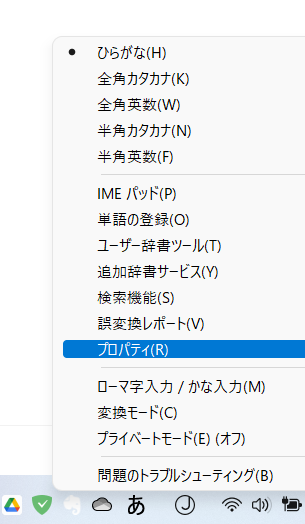 ひらがな(H)
全角カタカナ(K)
全角英数(W)
半角カタカナ(N)
半角英数(F)
IME パッド(P)
単語の登録(O)
ユーザー辞書ツール(T)
追加辞書サービス(Y)
検索機能(S)
誤変換レポート(V)
プロパティ(R)
ローマ字入力 / かな入力(M)
変換モード(C)
プライベートモード(E) (オフ)
問題のトラブルシューティング(B)
あ J